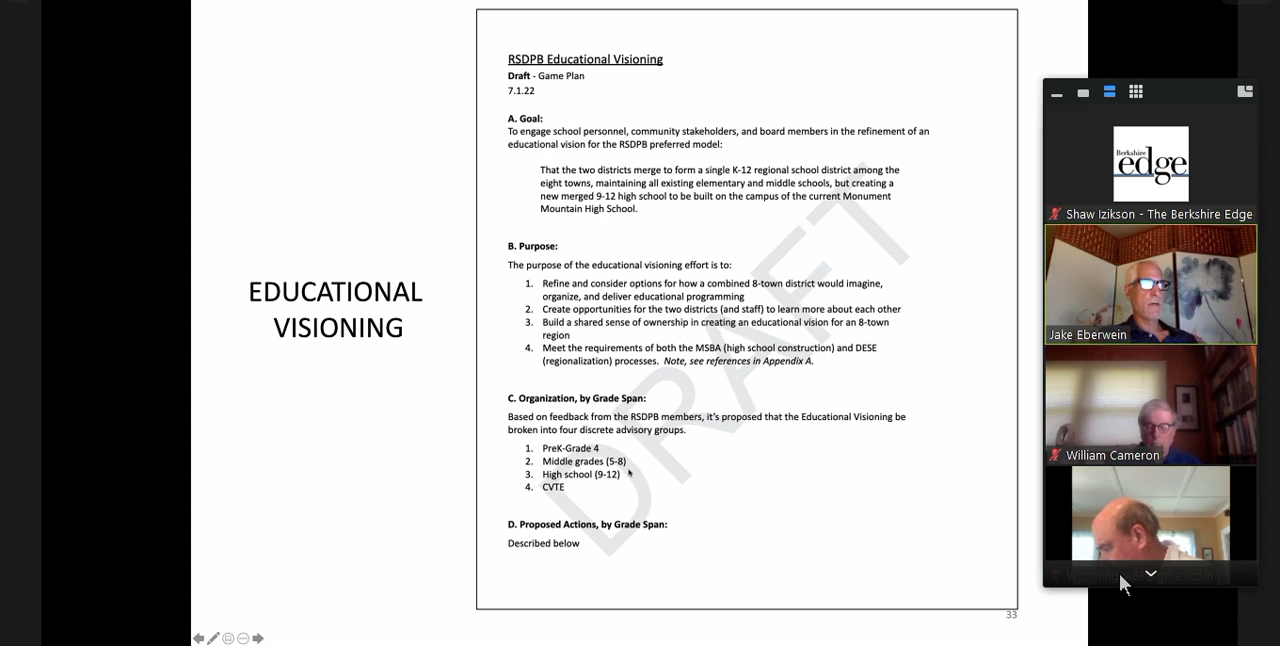 EDUCATIONAL
VISIONING
RSDPB Educational Visioning
Draft - Game Plan
7.1.22
A. Goal:
To engage school personnel, community stakeholders, and board members in the refinement of an
educational vision for the RSDPB preferred model:
That the two districts merge to form a single K-12 regional school district among the
eight towns, maintaining all existing elementary and middle schools, but creating a
new merged 9-12 high school to be built on the campus of the current Monument
Mountain High School.
B. Purpose:
The purpose of the educational visioning effort is to:
1. Refine and consider options for how a combined 8-town district would imagine,
organize, and deliver educational programming
2. Create opportunities for the two districts (and staff) to learn more about each other
3. Build a shared sense of ownership in creating an educational vision for an 8-town
region
4. Meet the requirements of both the MSBA (high school construction) and DESE
(regionalization) processes. Note, see references in Appendix A.
C. Organization, by Grade Span:
Based on feedback from the RSDPB members, it's proposed that the Educational Visioning be
broken into four discrete advisory groups.
1. PreK-Grade 4
2. Middle grades (5-8)
3. High school (9-12)
4. CVTE
D. Proposed Actions, by Grade Span:
Described below
DRAFT
33
Berkshire
edge
Shaw Izikson - The Berkshire Edge
Jake Eberwein
William Cameron